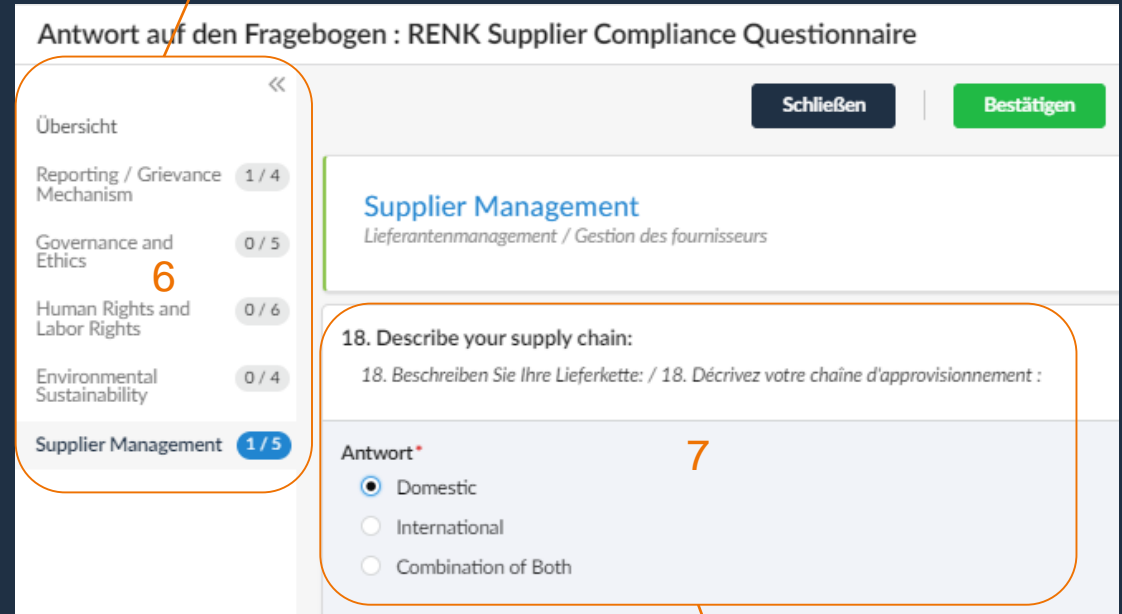 Antwort auf den Fragebogen : RENK Supplier Compliance Questionnaire
Schließen
Bestätigen
Übersicht
Reporting / Grievance 1 / 4
Mechanism
Governance and 0 / 5
Ethics
6
Human Rights and 0 / 6
Labor Rights
Environmental 0 / 4
Sustainability
Supplier Management 1 / 5
Supplier Management
Lieferantenmanagement / Gestion des fournisseurs
18. Describe your supply chain:
18. Beschreiben Sie Ihre Lieferkette: / 18. Décrivez votre chaîne d'approvisionnement :
7
Antwort*
Domestic
International
Combination of Both